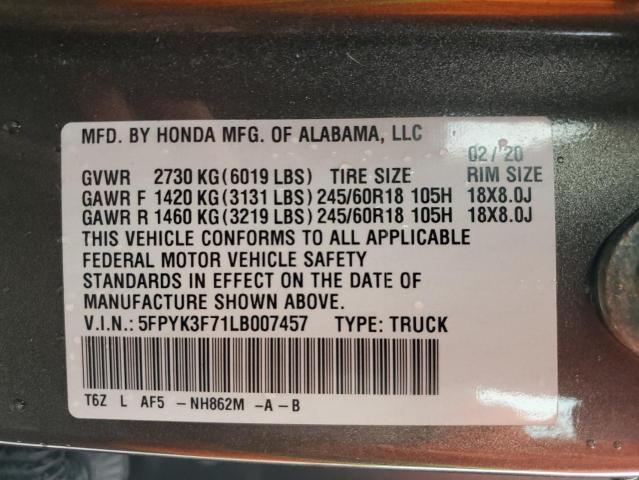 MFD. BY HONDA MFG. OF ALABAMA, LLC
02/20
GVWR 2730 KG (6019 LBS) TIRE SIZE RIM SIZE
GAWR F 1420 KG (3131 LBS) 245/60R18 105H 18X8.0J
GAWR R 1460 KG (3219 LBS) 245/60R18 105H 18X8.0J
THIS VEHICLE CONFORMS TO ALL APPLICABLE
FEDERAL MOTOR VEHICLE SAFETY
STANDARDS IN EFFECT ON THE DATE OF
MANUFACTURE SHOWN ABOVE.
V.I.N.: 5FPYK3F71LB007457 TYPE: TRUCK
T6Z L AF5 -NH862M -A-B